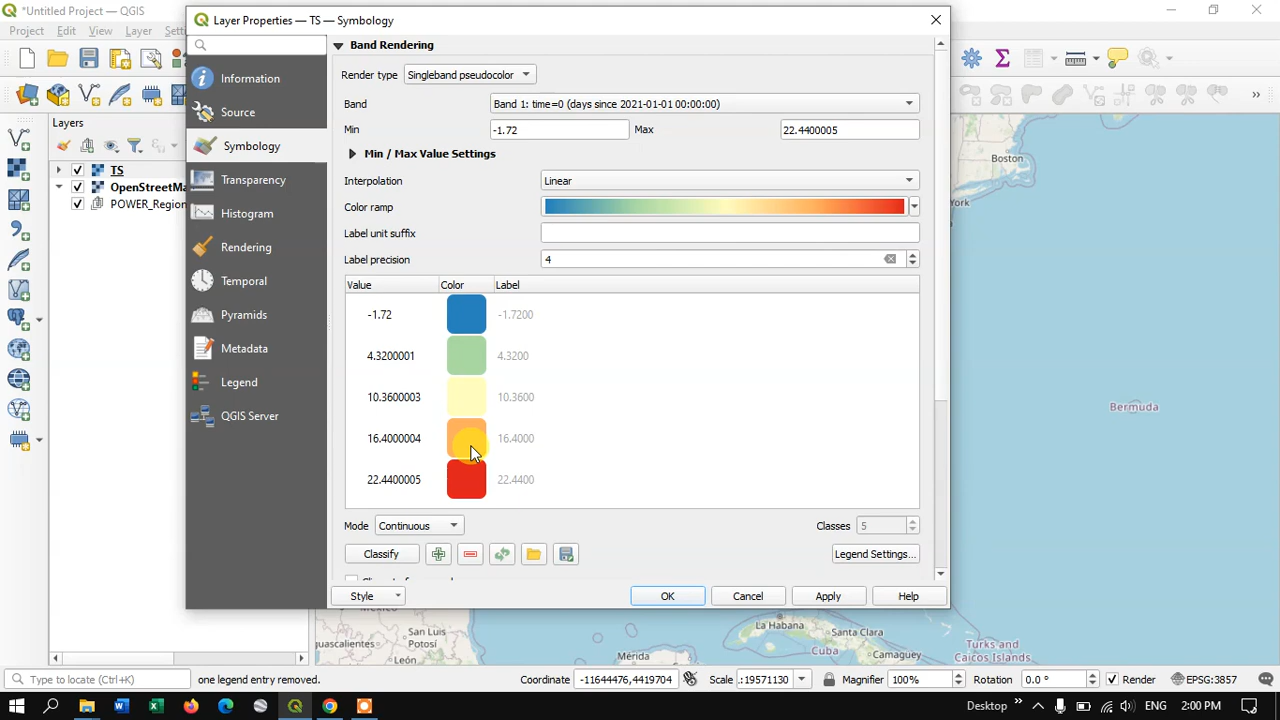 *Untitled Project — QGIS
Project Edit View Layer
Layer Properties — TS — Symbology
Information
Source
Symbology
Transparency
Histogram
Rendering
Temporal
Pyramids
Metadata
Legend
QGIS Server
Layers
TS
OpenStreetMa
POWER_Region
Band Rendering
Render type Singleband pseudocolor
Band Band 1: time=0 (days since 2021-01-01 00:00:00)
Min -1.72 Max 22.4400005
Min / Max Value Settings
Interpolation Linear
Color ramp
Label unit suffix
Label precision 4
Value Color Label
-1.72 -1.7200
4.3200001 4.3200
10.3600003 10.3600
16.4000004 16.4000
22.4400005 22.4400
Mode Continuous Classes 5
Classify Legend Settings...
Style OK Cancel Apply Help
Boston
York
Bermuda
San Luis
Potosí
guascalientes
León
Mérida
La Habana
Santa Clara
Cuba
Camaguey
Turks and
Caicos Islands
Type to locate (Ctrl+K) one legend entry removed. Coordinate -11644476,4419704 Scale :19571130 Magnifier 100% Rotation 0.0 ° Render EPSG:3857
Desktop ENG 2:00 PM